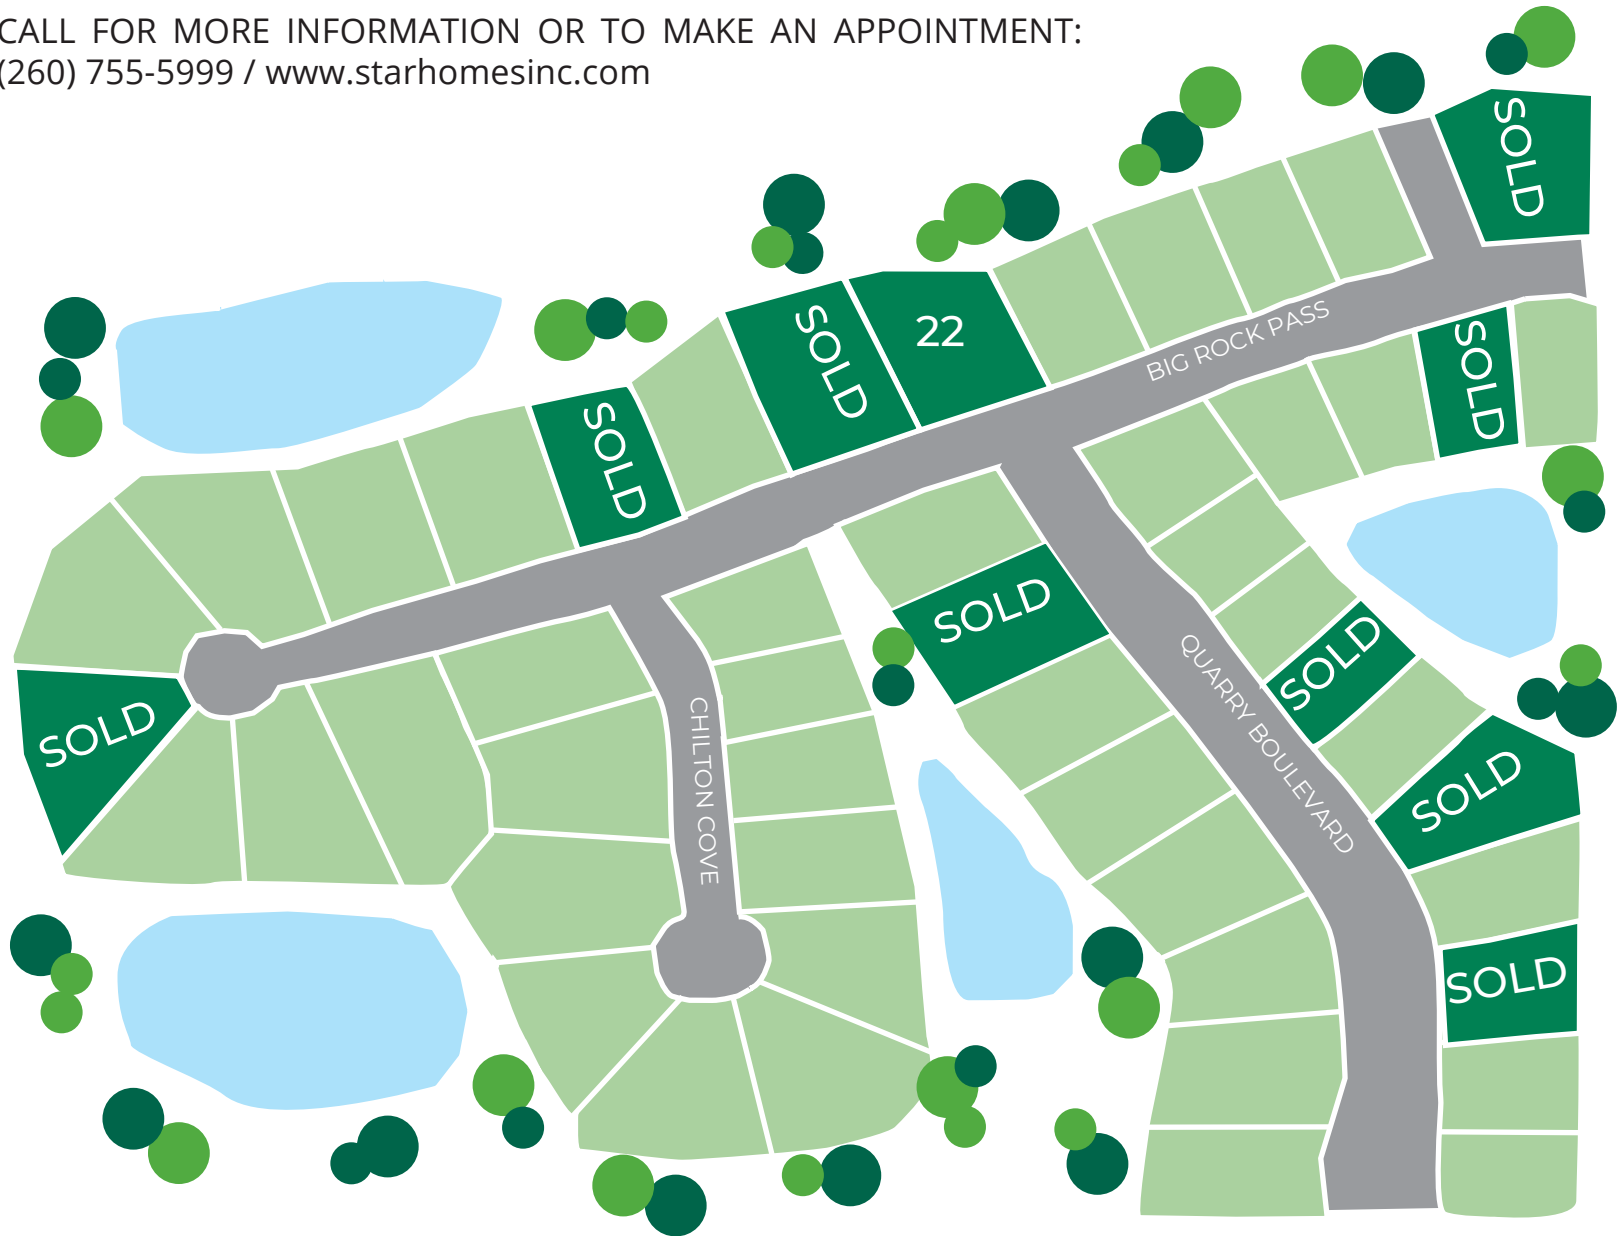 CALL FOR MORE INFORMATION OR TO MAKE AN APPOINTMENT:
(260) 755-5999 / www.starhomesinc.com
SOLD
SOLD
22
BIG ROCK PASS
SOLD
SOLD
SOLD
SOLD
SOLD
QUARRY BOULEVARD
SOLD
CHILTON COVE
SOLD
SOLD